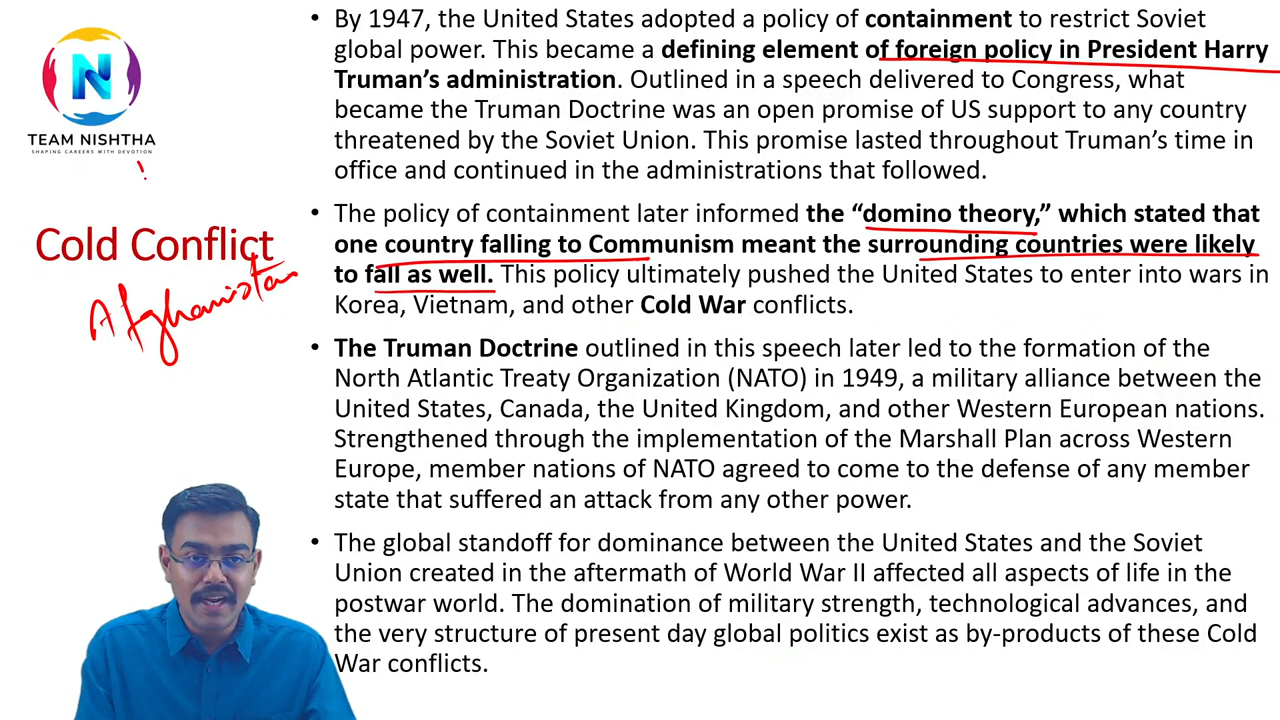 TEAM NISHTHA
SHAPING CAREERS WITH DEVOTION
Cold Conflict
Afghanistan
• By 1947, the United States adopted a policy of containment to restrict Soviet
global power. This became a defining element of foreign policy in President Harry
Truman’s administration. Outlined in a speech delivered to Congress, what
became the Truman Doctrine was an open promise of US support to any country
threatened by the Soviet Union. This promise lasted throughout Truman’s time in
office and continued in the administrations that followed.
• The policy of containment later informed the “domino theory,” which stated that
one country falling to Communism meant the surrounding countries were likely
to fall as well. This policy ultimately pushed the United States to enter into wars in
Korea, Vietnam, and other Cold War conflicts.
• The Truman Doctrine outlined in this speech later led to the formation of the
North Atlantic Treaty Organization (NATO) in 1949, a military alliance between the
United States, Canada, the United Kingdom, and other Western European nations.
Strengthened through the implementation of the Marshall Plan across Western
Europe, member nations of NATO agreed to come to the defense of any member
state that suffered an attack from any other power.
• The global standoff for dominance between the United States and the Soviet
Union created in the aftermath of World War II affected all aspects of life in the
postwar world. The domination of military strength, technological advances, and
the very structure of present day global politics exist as by-products of these Cold
War conflicts.